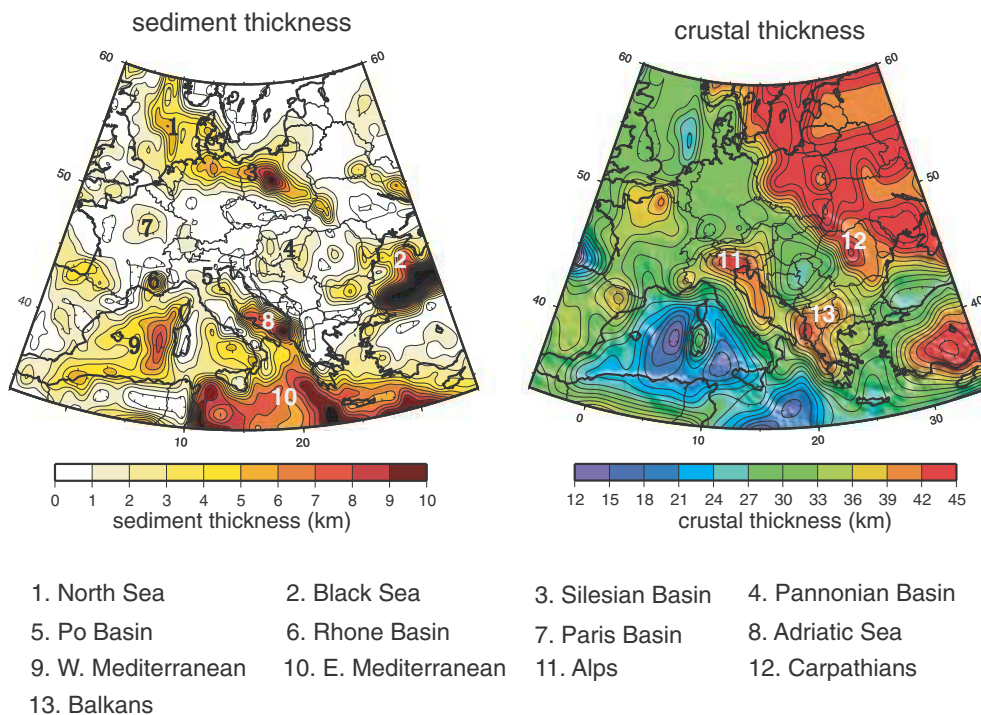 sediment thickness
crustal thickness
60 60 60 60
50 50
1 3 7 4 2 5 6 8 9 10
12 11 13
40 40
10 20
0 10 20 30
0 1 2 3 4 5 6 7 8 9 10
sediment thickness (km)
12 15 18 21 24 27 30 33 36 39 42 45
crustal thickness (km)
1. North Sea
2. Black Sea
3. Silesian Basin
4. Pannonian Basin
5. Po Basin
6. Rhone Basin
7. Paris Basin
8. Adriatic Sea
9. W. Mediterranean
10. E. Mediterranean
11. Alps
12. Carpathians
13. Balkans